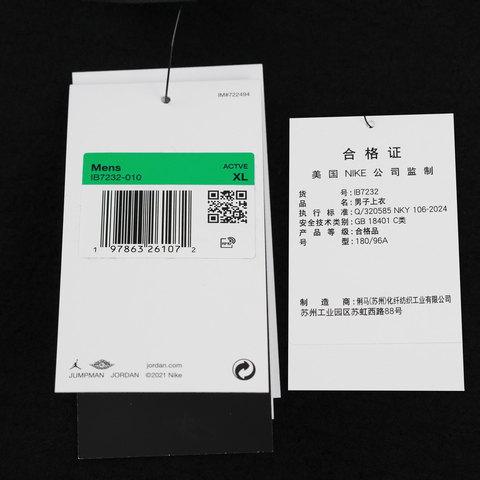 IM#722494
Mens
ACTVE
IB7232-010
XL
1 97863 26107 2
jordan.com
JUMPMAN JORDAN ©2021 Nike
合格证
美国 NIKE 公司监制
货号:IB7232
品名:男子上衣
执行标准:Q/320585 NKY 106-2024
安全技术类别:GB 18401 C类
产品等级:合格品
号型:180/96A
制造商:俐马(苏州)化纤纺织工业有限公司
苏州工业园区苏虹西路88号